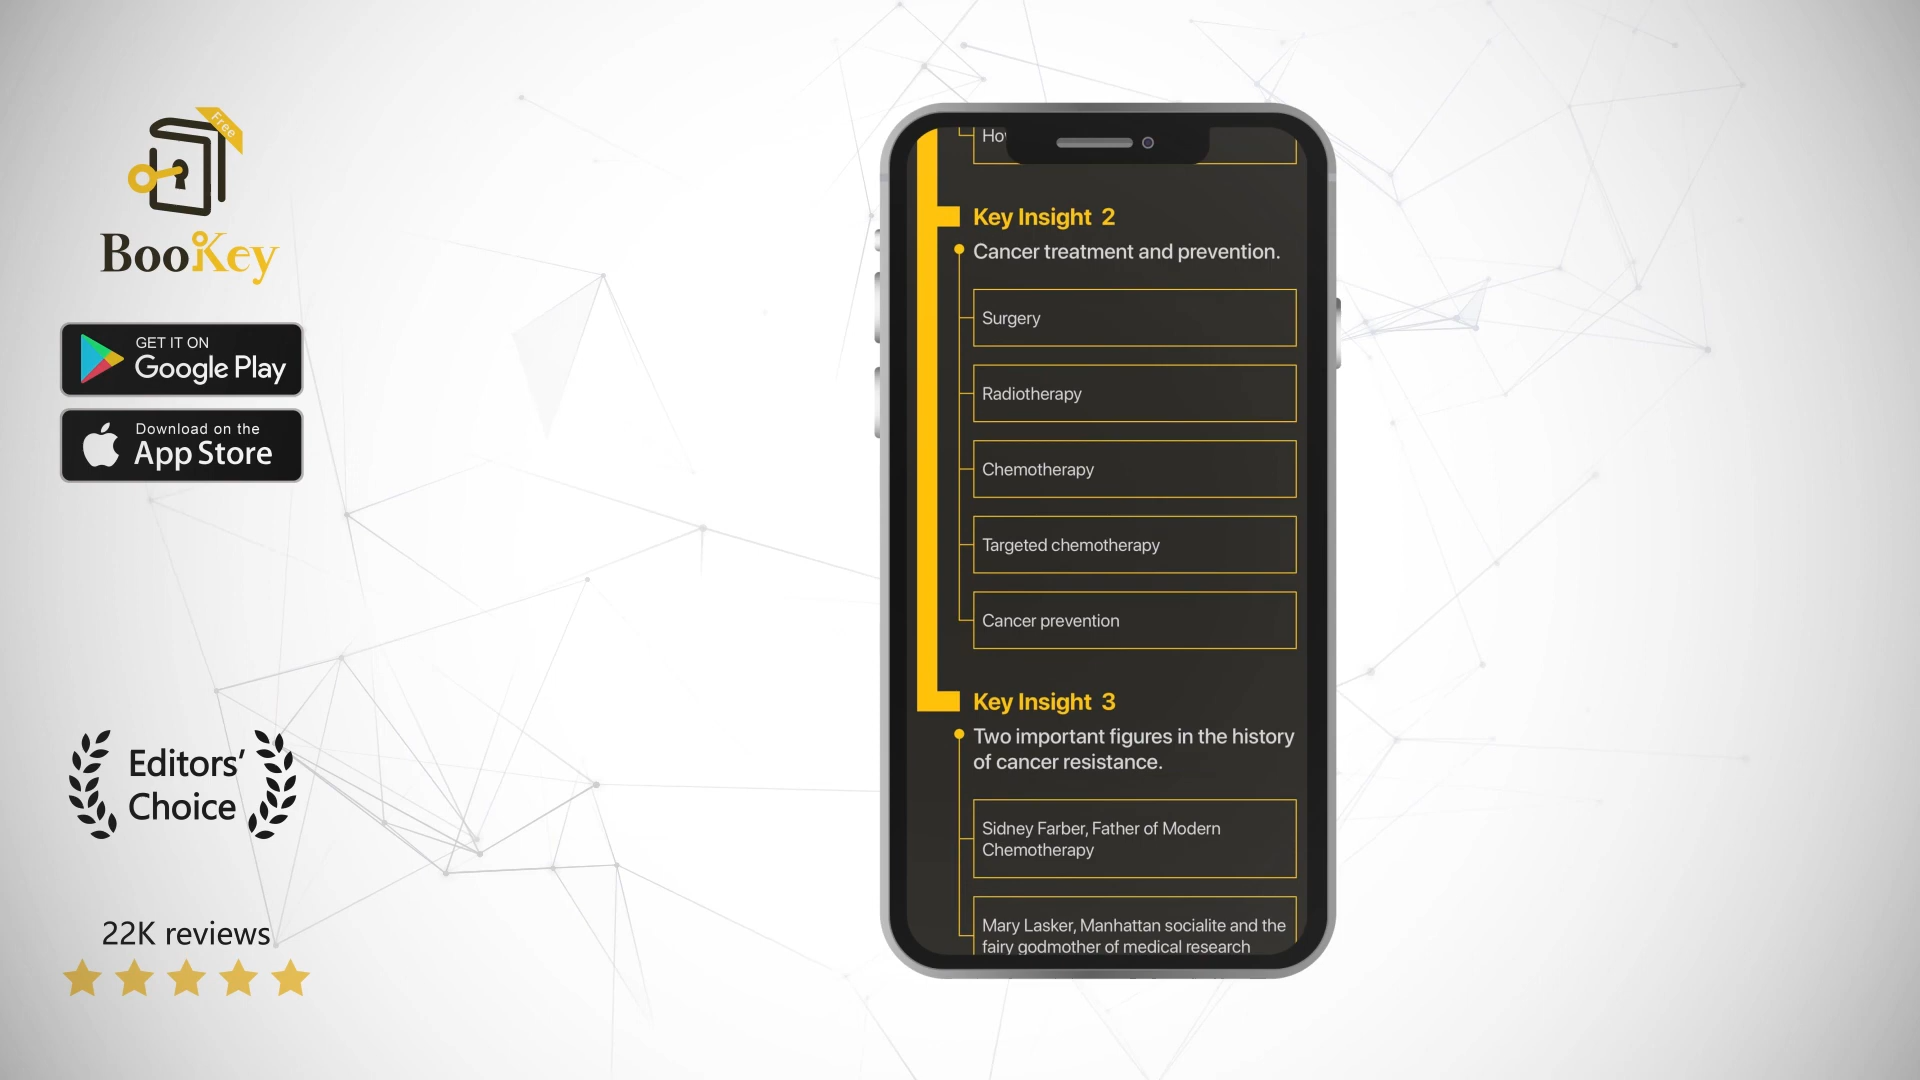 Free
BooKey
GET IT ON
Google Play
Download on the
App Store
Editors’
Choice
22K reviews
Key Insight 2
Cancer treatment and prevention.
Surgery
Radiotherapy
Chemotherapy
Targeted chemotherapy
Cancer prevention
Key Insight 3
Two important figures in the history
of cancer resistance.
Sidney Farber, Father of Modern
Chemotherapy
Mary Lasker, Manhattan socialite and the
fairy godmother of medical research